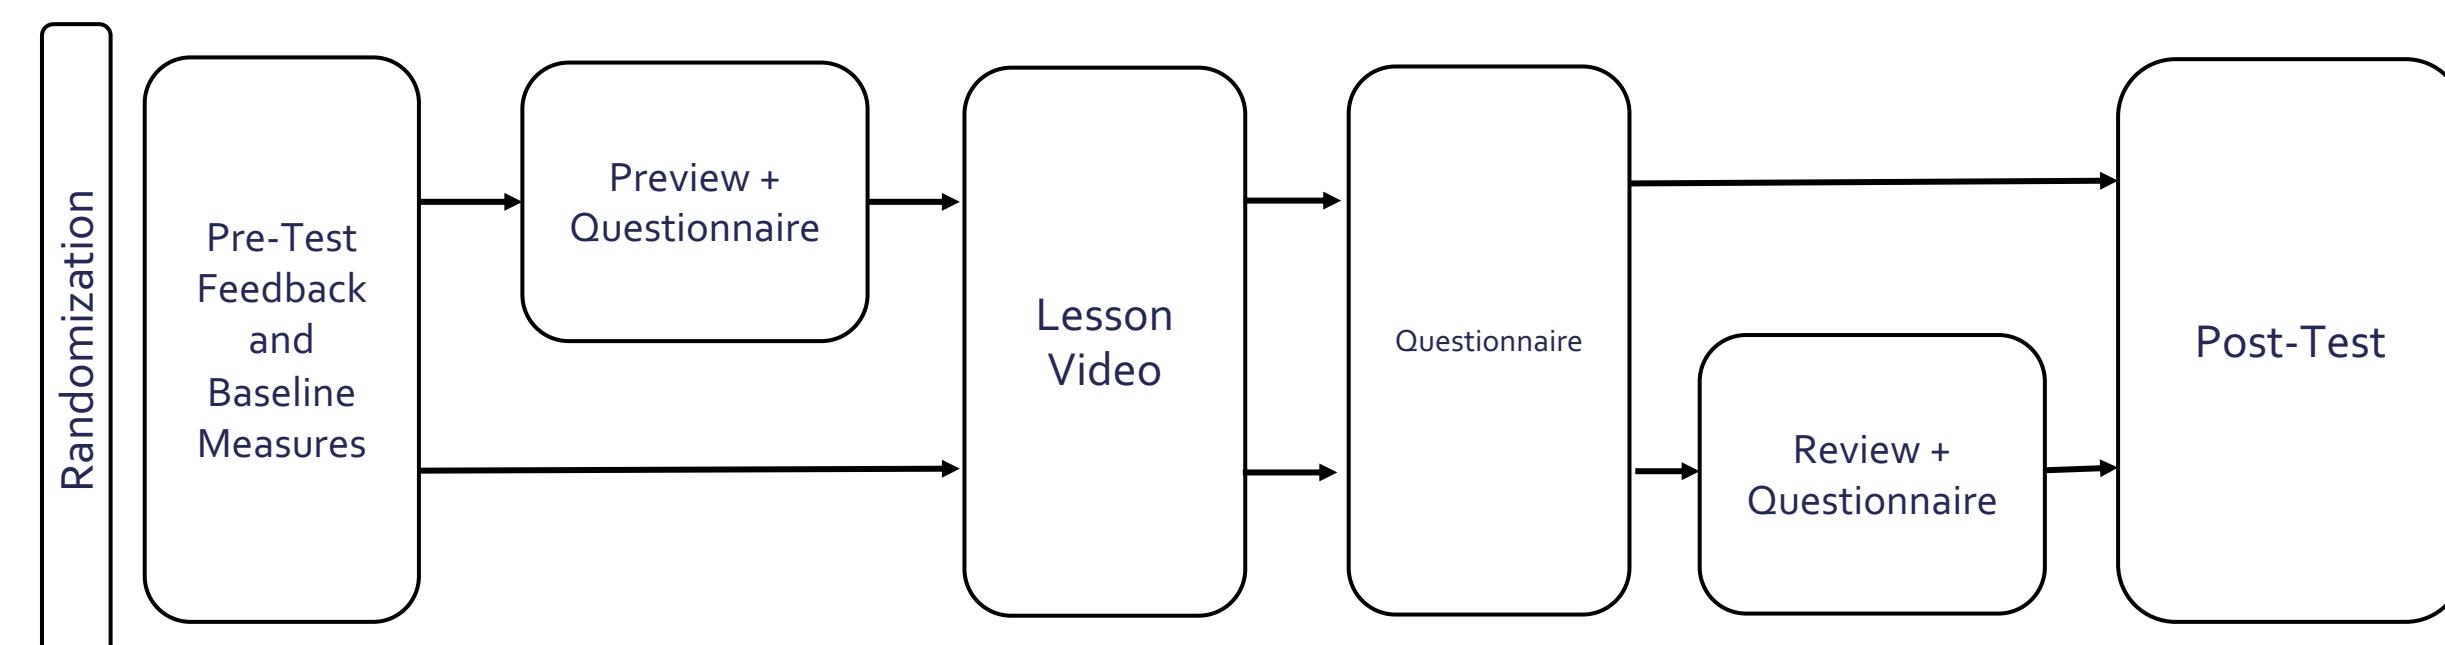 Randomization
Pre-Test
Feedback
and
Baseline
Measures
Preview +
Questionnaire
Lesson
Video
Questionnaire
Review +
Questionnaire
Post-Test